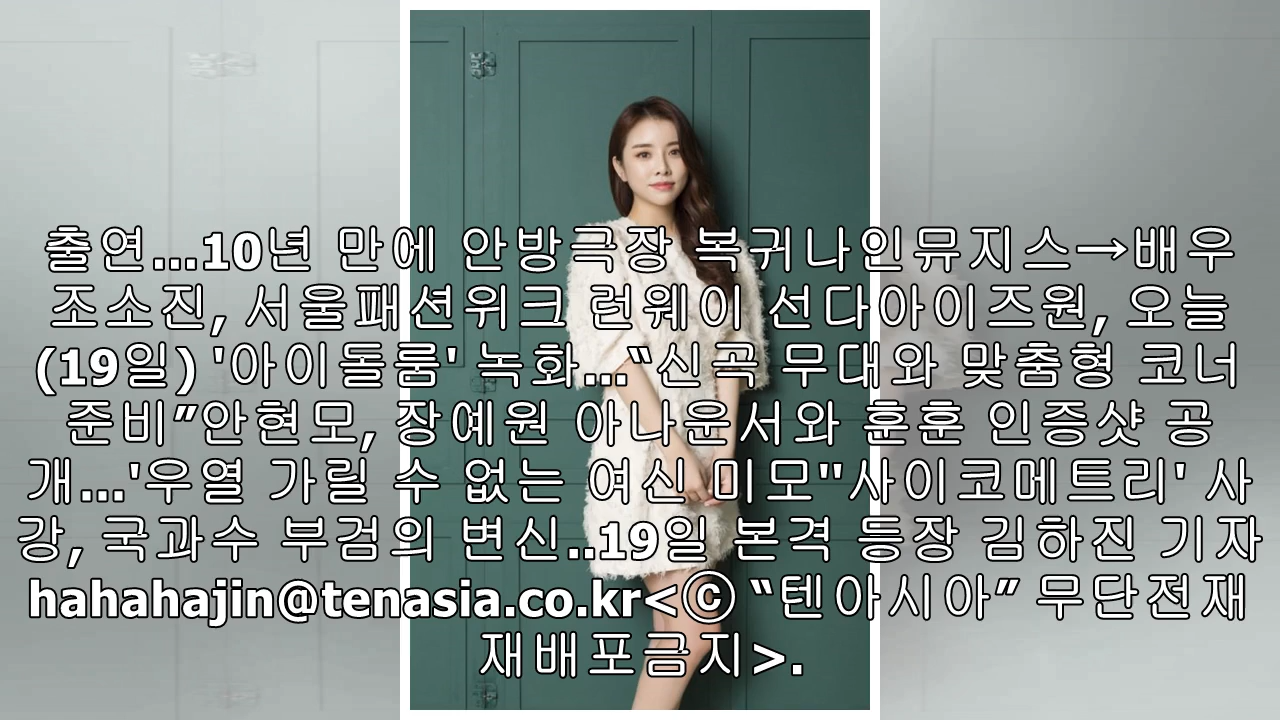 출연...10년 만에 안방극장 복귀나인뮤지스→배우
조소진, 서울패션위크 런웨이 선다아이즈원, 오늘
(19일) '아이돌룸' 녹화... “신곡 무대와 맞춤형 코너
준비”안현모, 장예원 아나운서와 훈훈 인증샷 공
개...'우열 가릴 수 없는 여신 미모''사이코메트리' 사
강, 국과수 부검의 변신..19일 본격 등장 김하진 기자
hahahajin@tenasia.co.kr<ⓒ “텐아시아” 무단전재
재배포금지>.